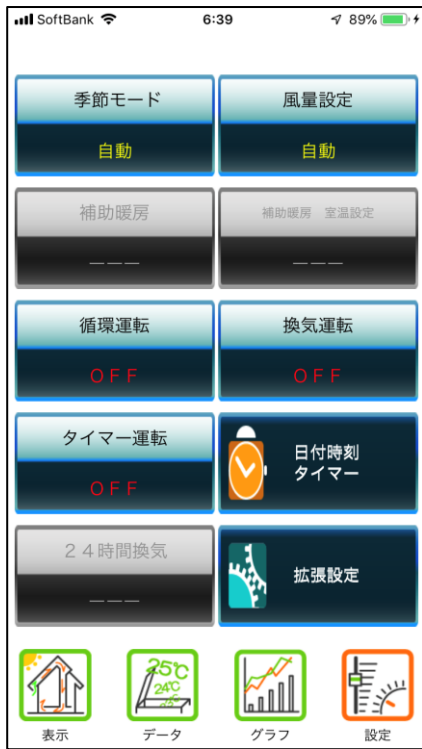 SoftBank 6:39 89%
季節モード 風量設定
自動 自動
補助暖房 補助暖房 室温設定
――― ―――
循環運転 換気運転
ＯＦＦ ＯＦＦ
タイマー運転
ＯＦＦ
日付時刻
タイマー
２４時間換気
―――
拡張設定
25℃
24℃
表示 データ グラフ 設定